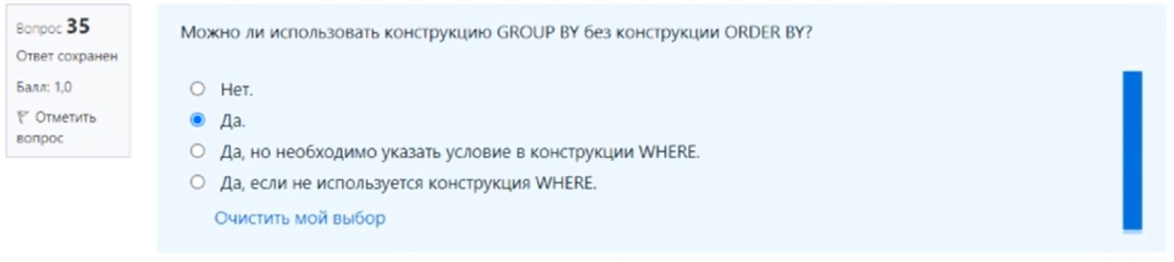 Вопрос 35
Ответ сохранен
Балл: 1,0
Отметить
вопрос
Можно ли использовать конструкцию GROUP BY без конструкции ORDER BY?
Нет.
Да.
Да, но необходимо указать условие в конструкции WHERE.
Да, если не используется конструкция WHERE.
Очистить мой выбор